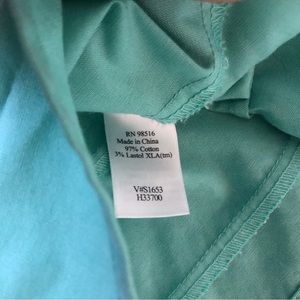 RN 98516
Made in China
97% Cotton
3% Lastol XLA(tm)
V#S1653
H33700